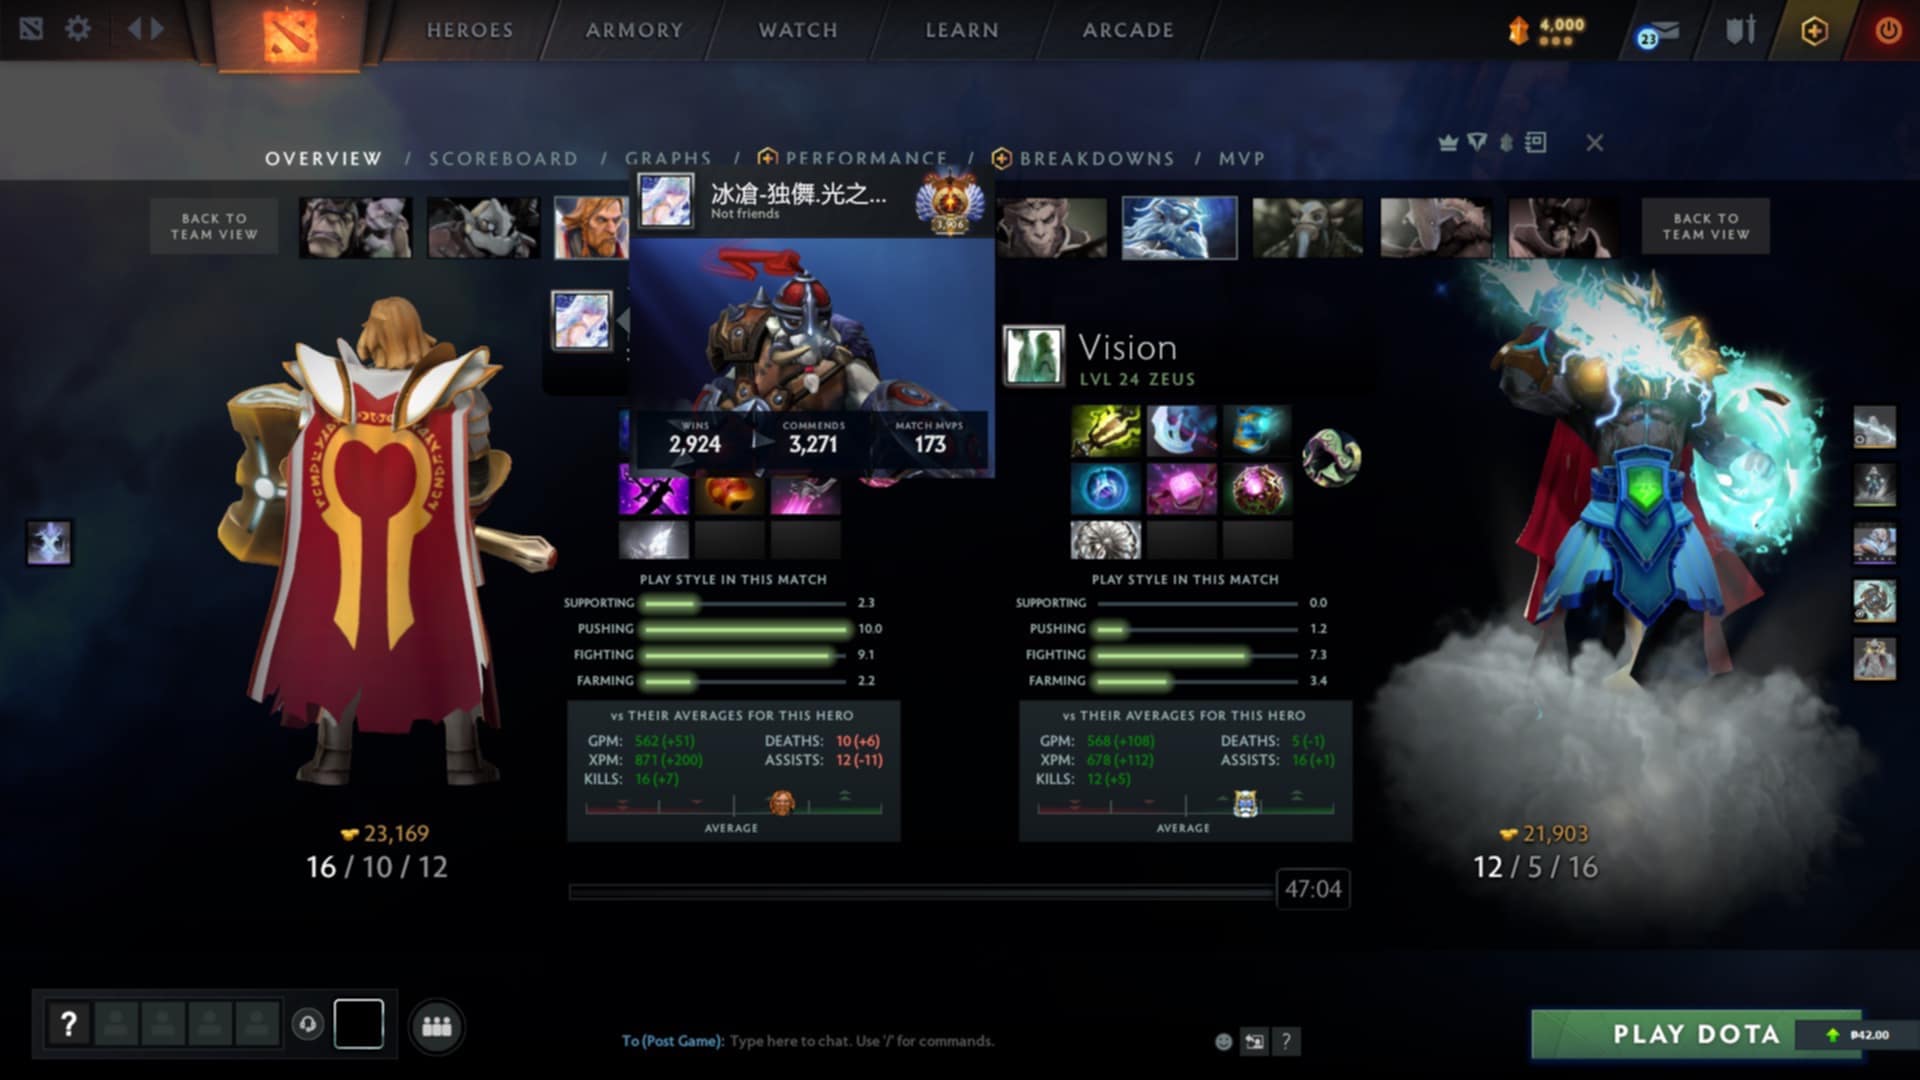 HEROES
ARMORY
WATCH
LEARN
ARCADE
4,000
23
OVERVIEW / SCOREBOARD / GRAPHS / PERFORMANCE / BREAKDOWNS / MVP
BACK TO
TEAM VIEW
冰凔-独儛.光之...
Not friends
3,906
BACK TO
TEAM VIEW
WINS
2,924
COMMENDS
3,271
MATCH MVPS
173
Vision
LVL 24 ZEUS
PLAY STYLE IN THIS MATCH
SUPPORTING 2.3
PUSHING 10.0
FIGHTING 9.1
FARMING 2.2
vs THEIR AVERAGES FOR THIS HERO
GPM: 562 (+51)
XPM: 871 (+200)
KILLS: 16 (+7)
DEATHS: 10 (+6)
ASSISTS: 12 (-11)
AVERAGE
PLAY STYLE IN THIS MATCH
SUPPORTING 0.0
PUSHING 1.2
FIGHTING 7.3
FARMING 3.4
vs THEIR AVERAGES FOR THIS HERO
GPM: 568 (+108)
XPM: 678 (+112)
KILLS: 12 (+5)
DEATHS: 5 (-1)
ASSISTS: 16 (+1)
AVERAGE
23,169
16 / 10 / 12
21,903
12 / 5 / 16
47:04
?
To (Post Game): Type here to chat. Use '/' for commands.
?
PLAY DOTA
₱42.00